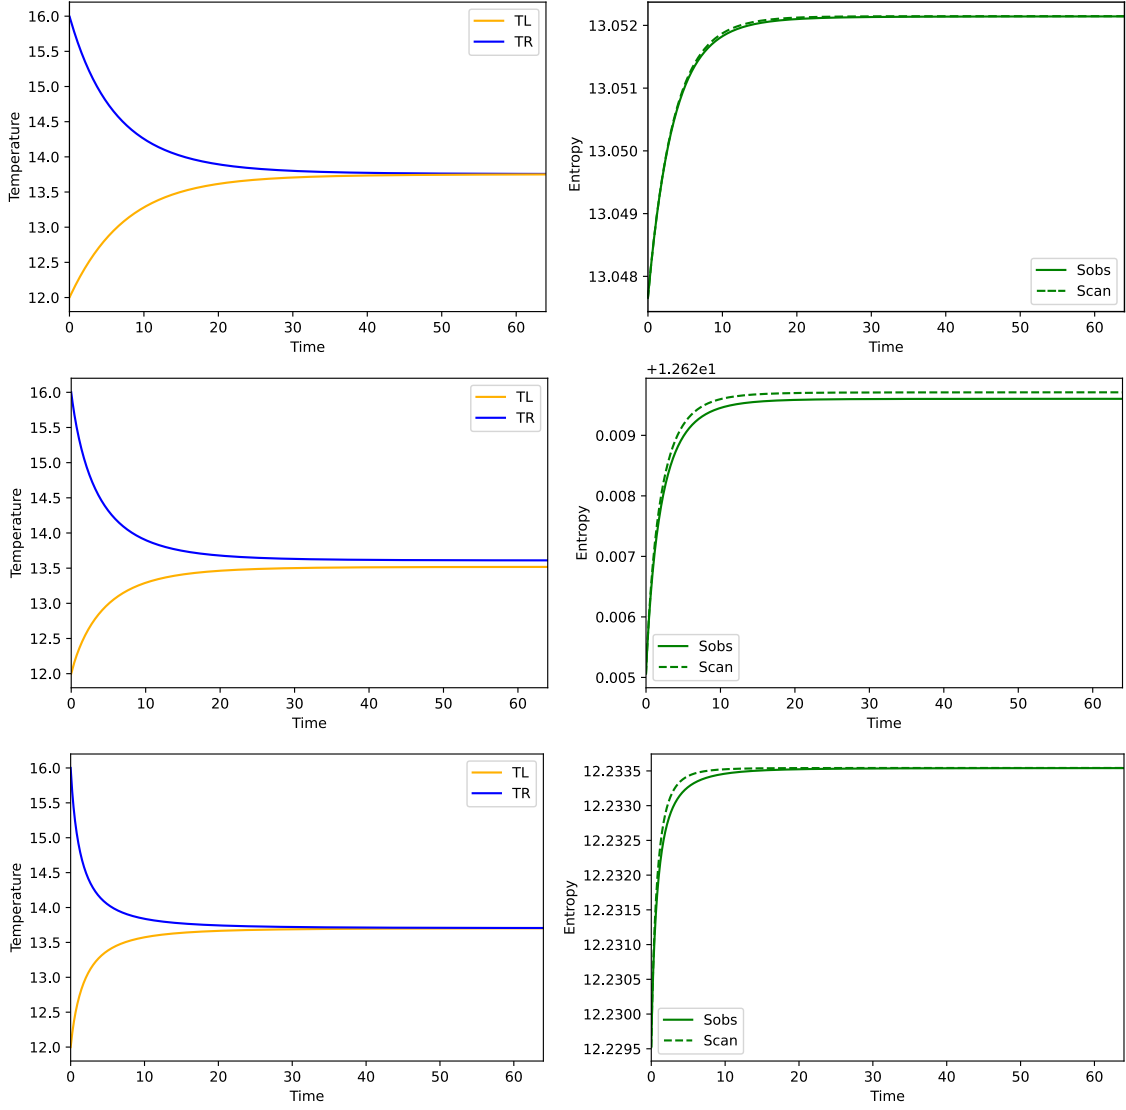 16.0
15.5
15.0
14.5
14.0
13.5
13.0
12.5
12.0
Temperature
0 10 20 30 40 50 60
Time
TL
TR
13.052
13.051
13.050
13.049
13.048
Entropy
0 10 20 30 40 50 60
Time
Sobs
Scan
16.0
15.5
15.0
14.5
14.0
13.5
13.0
12.5
12.0
Temperature
0 10 20 30 40 50 60
Time
TL
TR
+1.262e1
0.009
0.008
0.007
0.006
0.005
Entropy
0 10 20 30 40 50 60
Time
Sobs
Scan
16.0
15.5
15.0
14.5
14.0
13.5
13.0
12.5
12.0
Temperature
0 10 20 30 40 50 60
Time
TL
TR
12.2335
12.2330
12.2325
12.2320
12.2315
12.2310
12.2305
12.2300
12.2295
Entropy
0 10 20 30 40 50 60
Time
Sobs
Scan